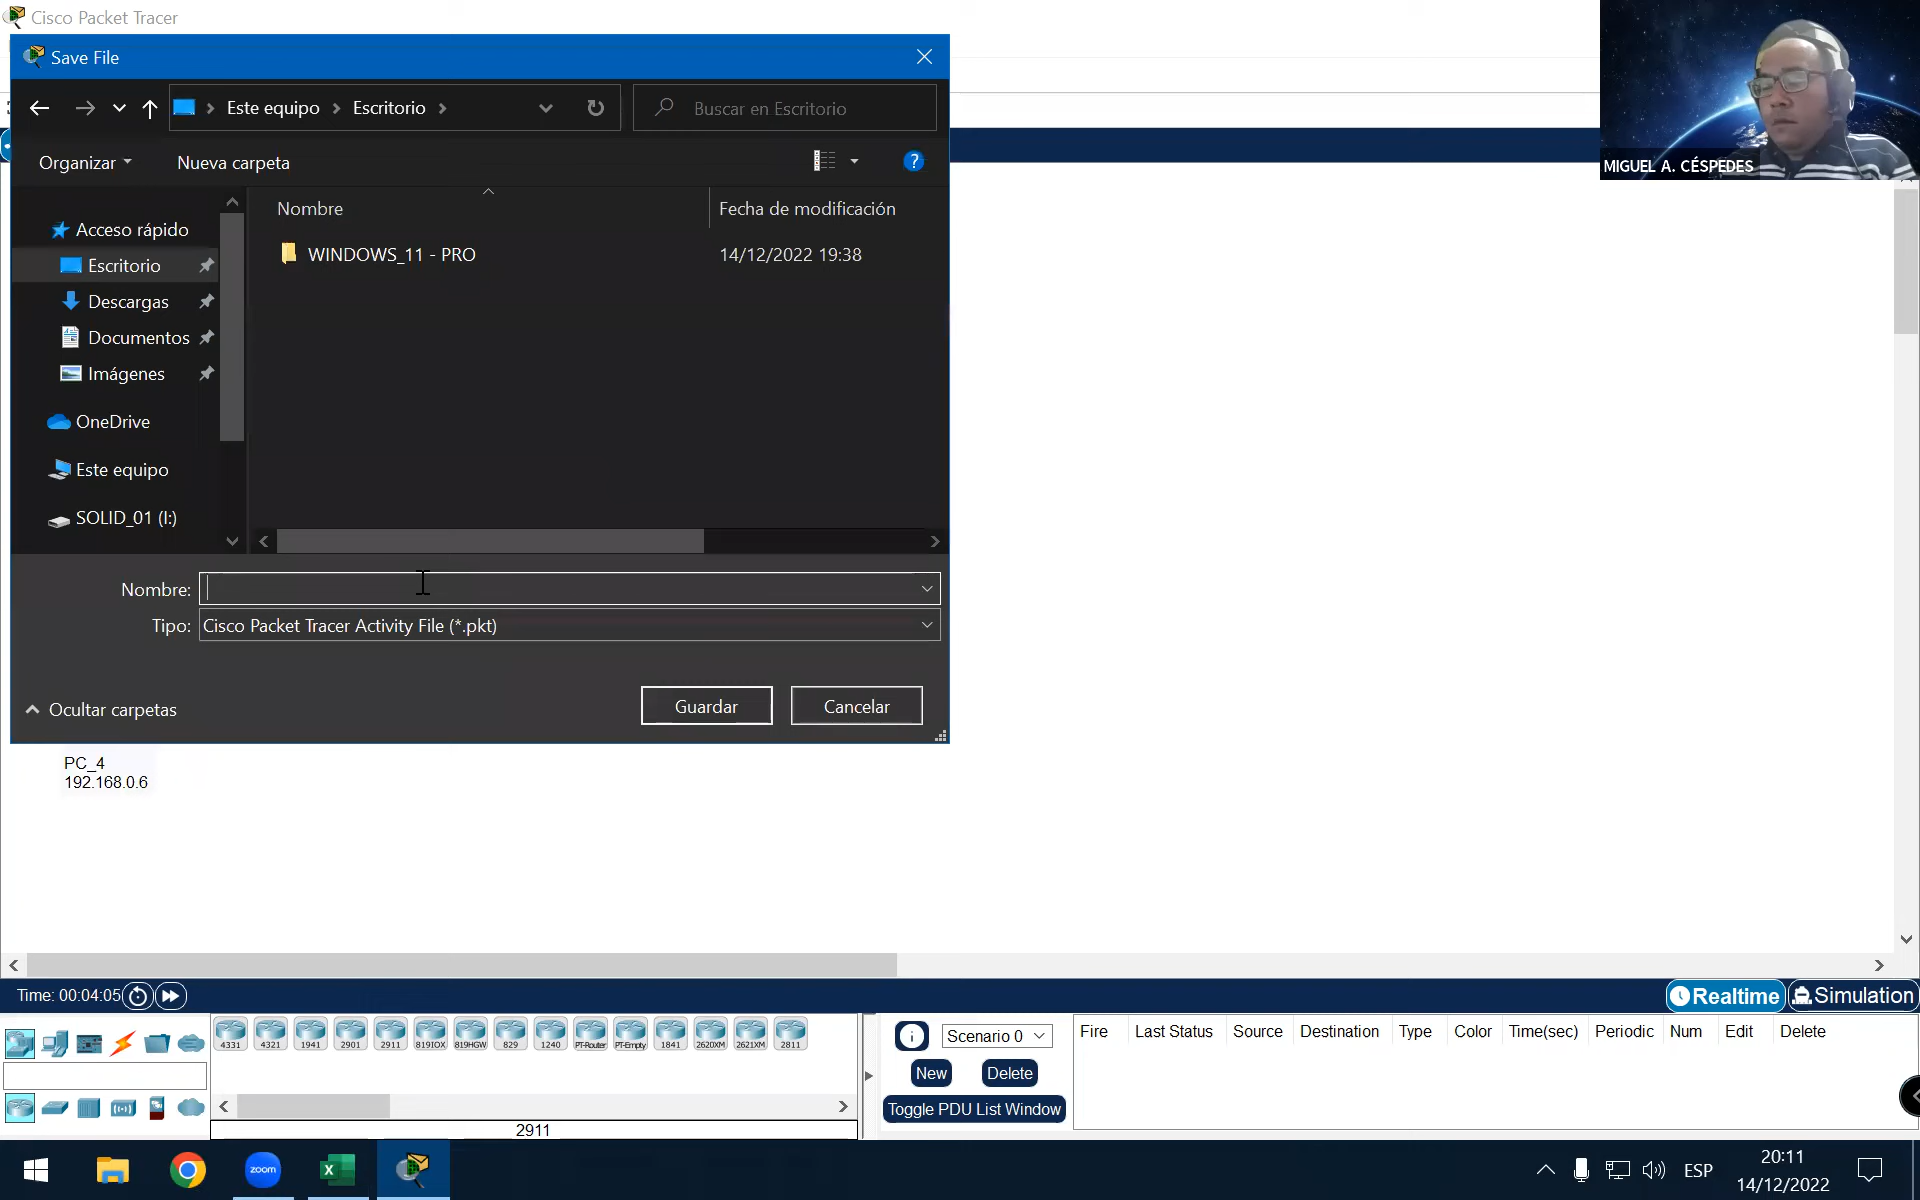 Cisco Packet Tracer
Save File
Este equipo
Escritorio
Buscar en Escritorio
Organizar
Nueva carpeta
?
MIGUEL A. CÉSPEDES
Nombre
Fecha de modificación
Acceso rápido
Escritorio
Descargas
Documentos
Imágenes
OneDrive
Este equipo
SOLID_01 (I:)
WINDOWS_11 - PRO
14/12/2022 19:38
Nombre:
Tipo:
Cisco Packet Tracer Activity File (*.pkt)
Ocultar carpetas
Guardar
Cancelar
PC_4
192.168.0.6
Time: 00:04:05
Realtime
Simulation
4331
4321
1941
2901
2911
819IOX
819HGW
829
1240
PT-Router
PT-Empty
1841
2620XM
2621XM
2811
2911
i
Scenario 0
New
Delete
Toggle PDU List Window
Fire
Last Status
Source
Destination
Type
Color
Time(sec)
Periodic
Num
Edit
Delete
zoom
X
ESP
20:11
14/12/2022